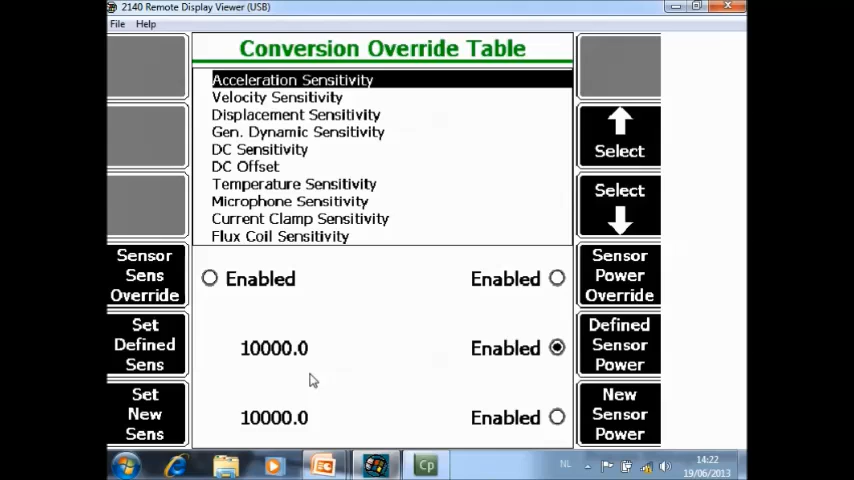 2140 Remote Display Viewer (USB)
File Help
Conversion Override Table
Acceleration Sensitivity
Velocity Sensitivity
Displacement Sensitivity
Gen. Dynamic Sensitivity
DC Sensitivity
DC Offset
Temperature Sensitivity
Microphone Sensitivity
Current Clamp Sensitivity
Flux Coil Sensitivity
Select
Select
Sensor
Sens
Override
Enabled
Enabled
Sensor
Power
Override
Set
Defined
Sens
10000.0
Enabled
Defined
Sensor
Power
Set
New
Sens
10000.0
Enabled
New
Sensor
Power
Cp
NL
14:22
19/06/2013